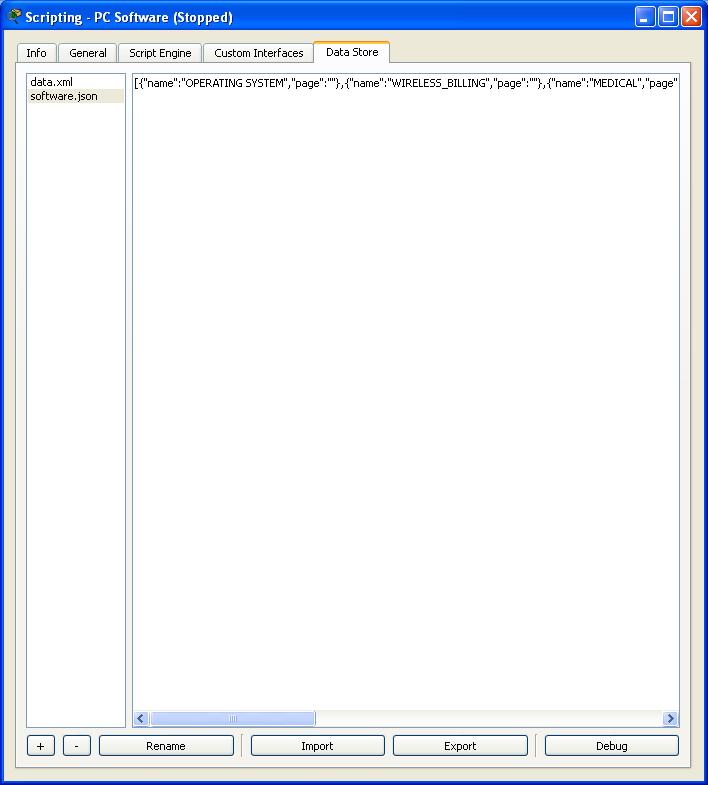 Scripting - PC Software (Stopped)
Info General Script Engine Custom Interfaces Data Store
data.xml
software.json
[{"name":"OPERATING SYSTEM","page":""},{"name":"WIRELESS_BILLING","page":""},{"name":"MEDICAL","page"
+ - Rename Import Export Debug